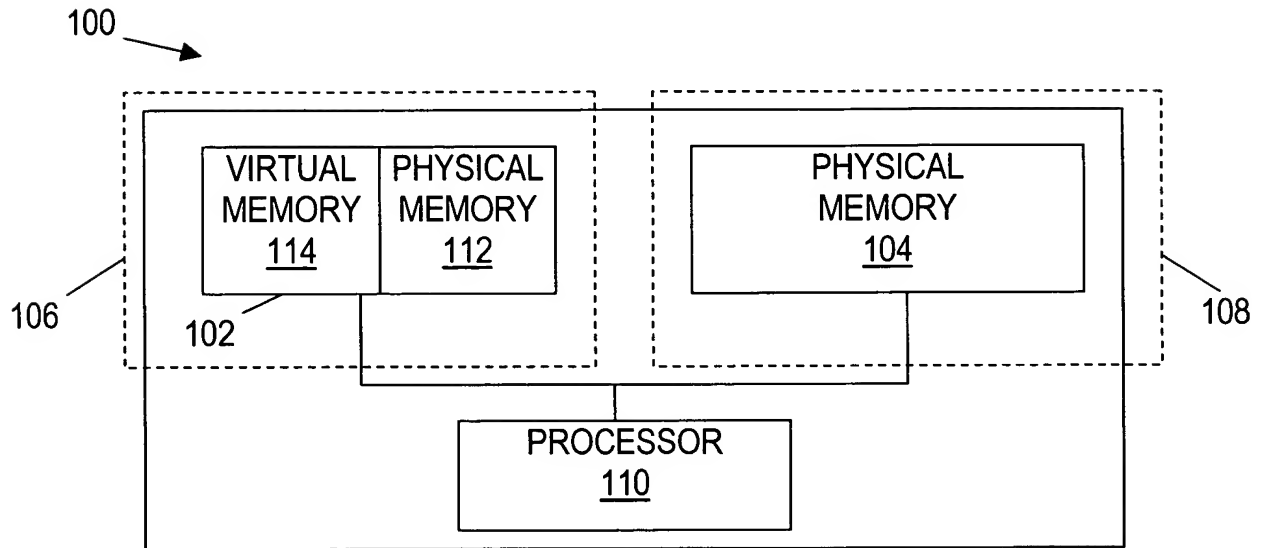 100
VIRTUAL
MEMORY
114
PHYSICAL
MEMORY
112
PHYSICAL
MEMORY
104
106
102
108
PROCESSOR
110